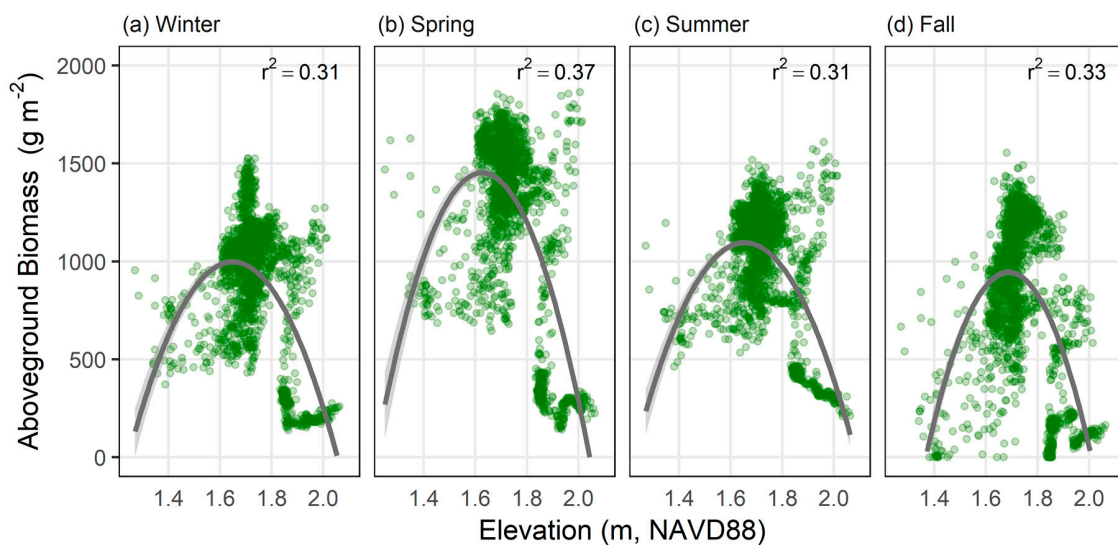 (a) Winter
(b) Spring
(c) Summer
(d) Fall
r² = 0.31
r² = 0.37
r² = 0.31
r² = 0.33
Aboveground Biomass (g m⁻²)
2000
1500
1000
500
0
1.4 1.6 1.8 2.0
1.4 1.6 1.8 2.0
1.4 1.6 1.8 2.0
1.4 1.6 1.8 2.0
Elevation (m, NAVD88)